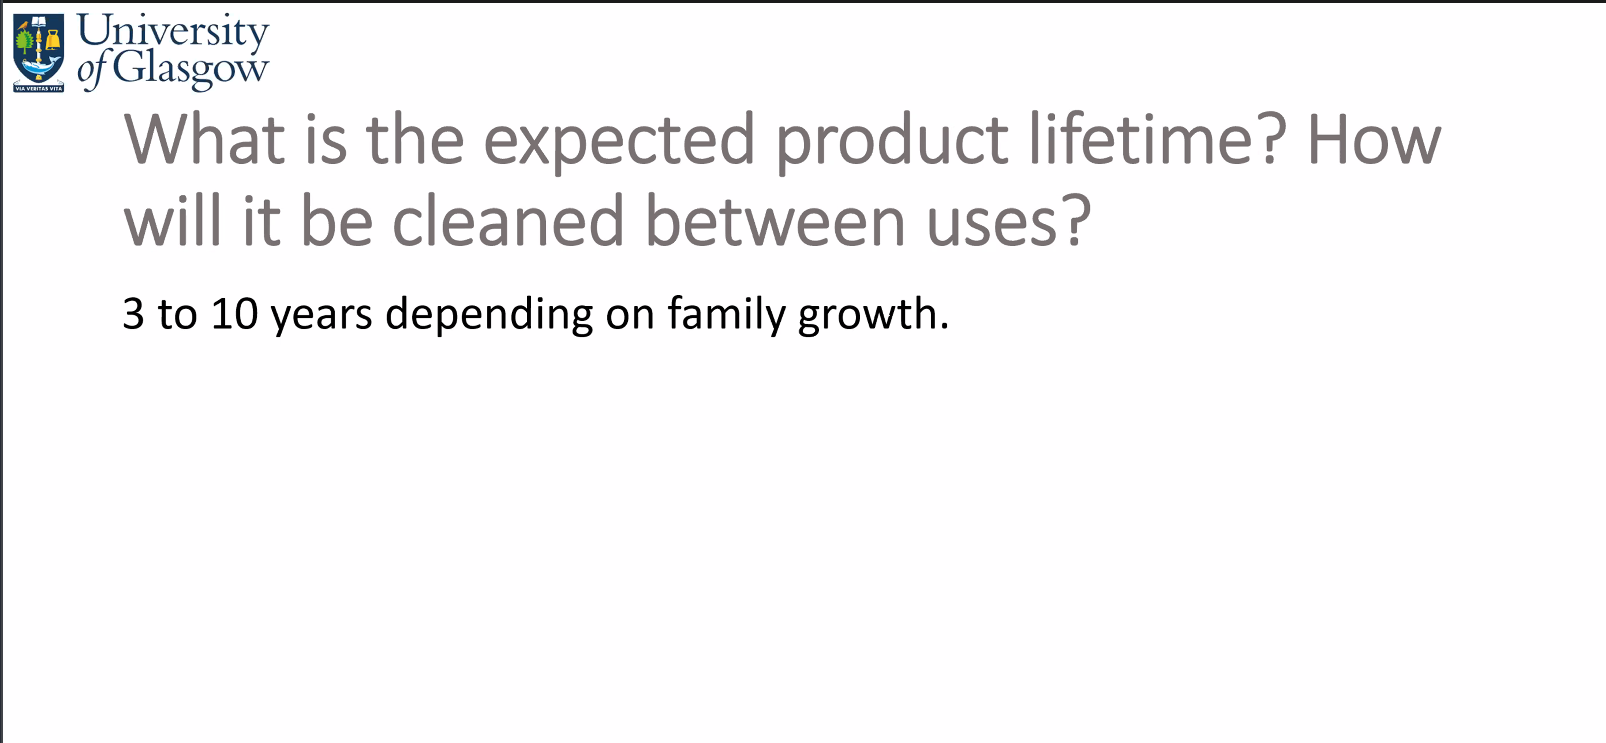 University
of Glasgow
VIA VERITAS VITA
What is the expected product lifetime? How
will it be cleaned between uses?
3 to 10 years depending on family growth.